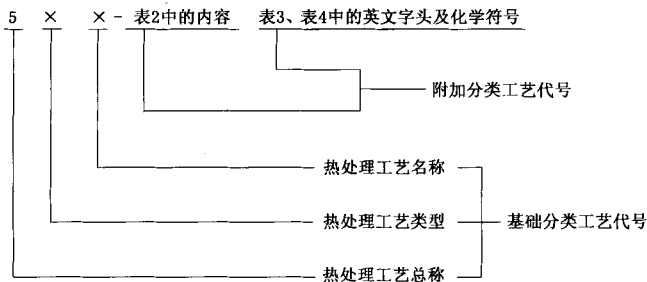 5 × ×-表2中的内容 表3、表4中的英文字头及化学符号
附加分类工艺代号
热处理工艺名称
热处理工艺类型 基础分类工艺代号
热处理工艺总称